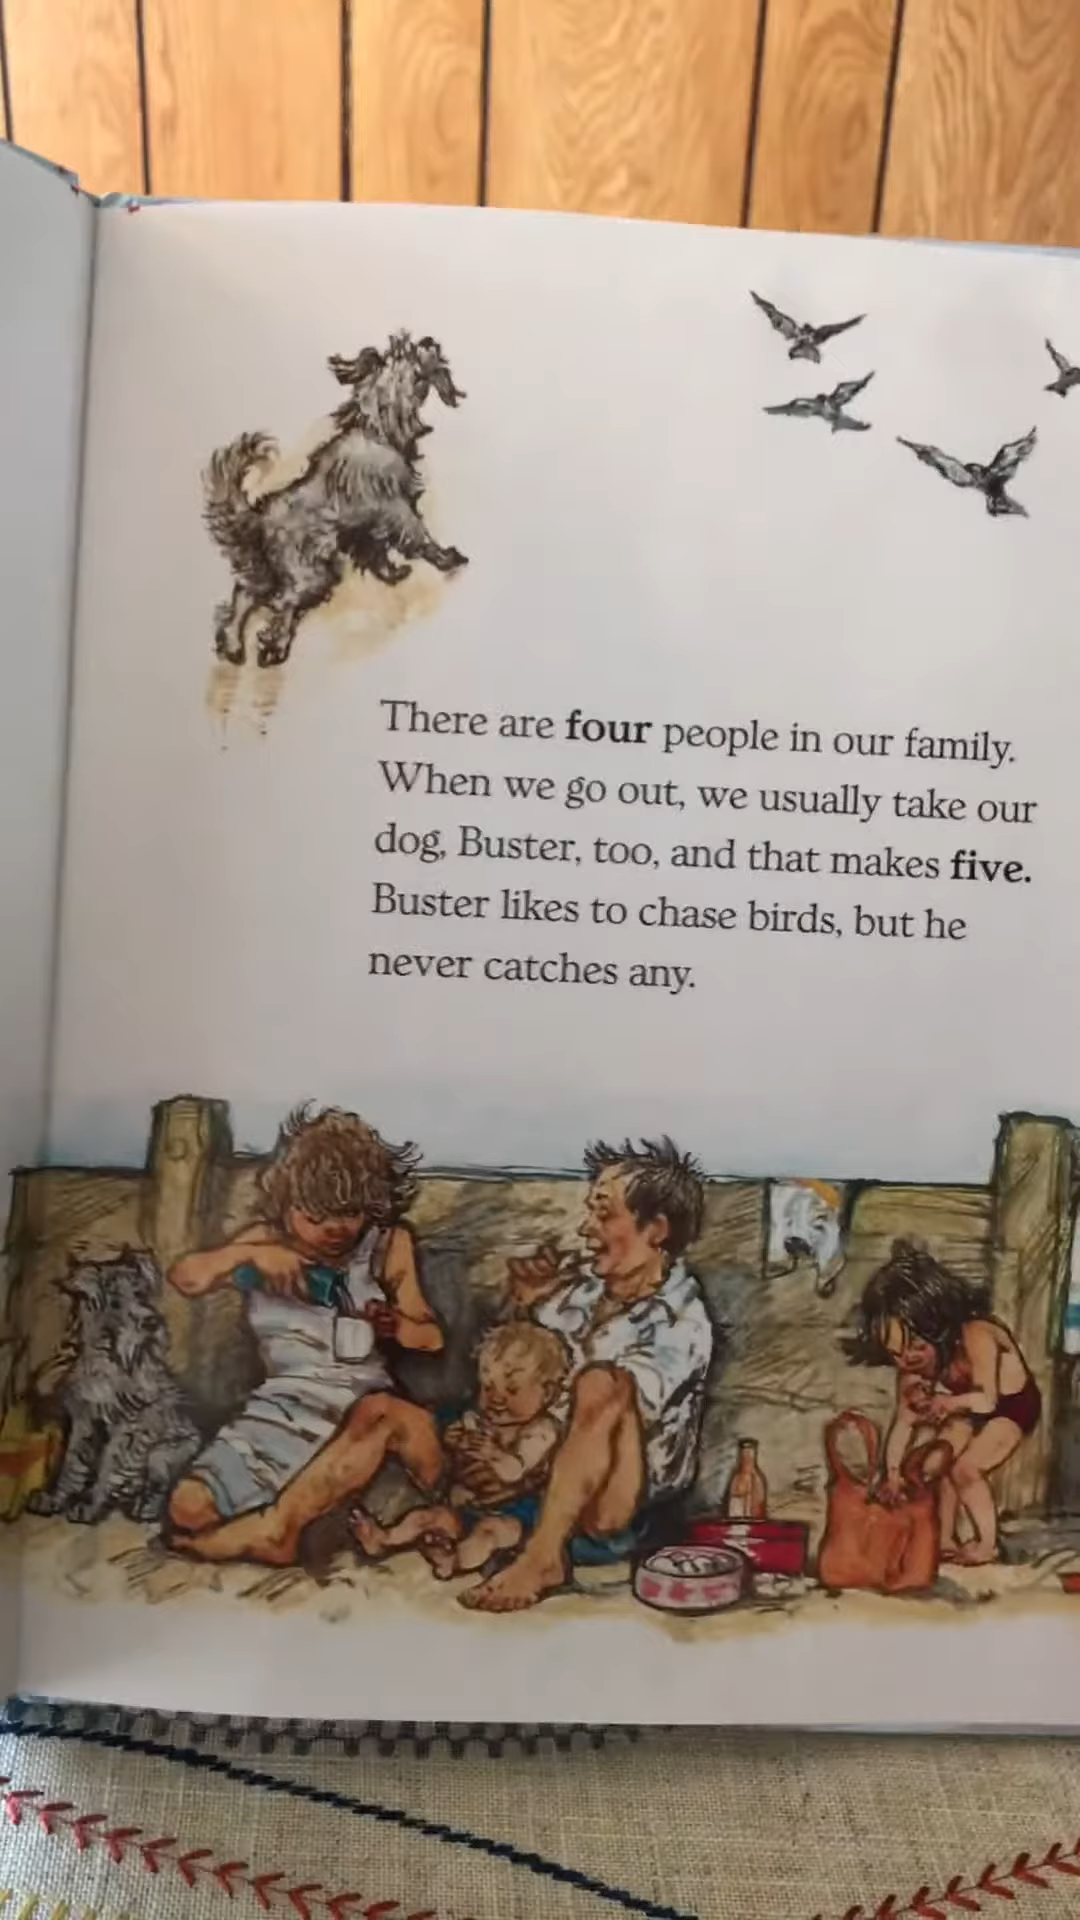 There are four people in our family.
When we go out, we usually take our
dog, Buster, too, and that makes five.
Buster likes to chase birds, but he
never catches any.